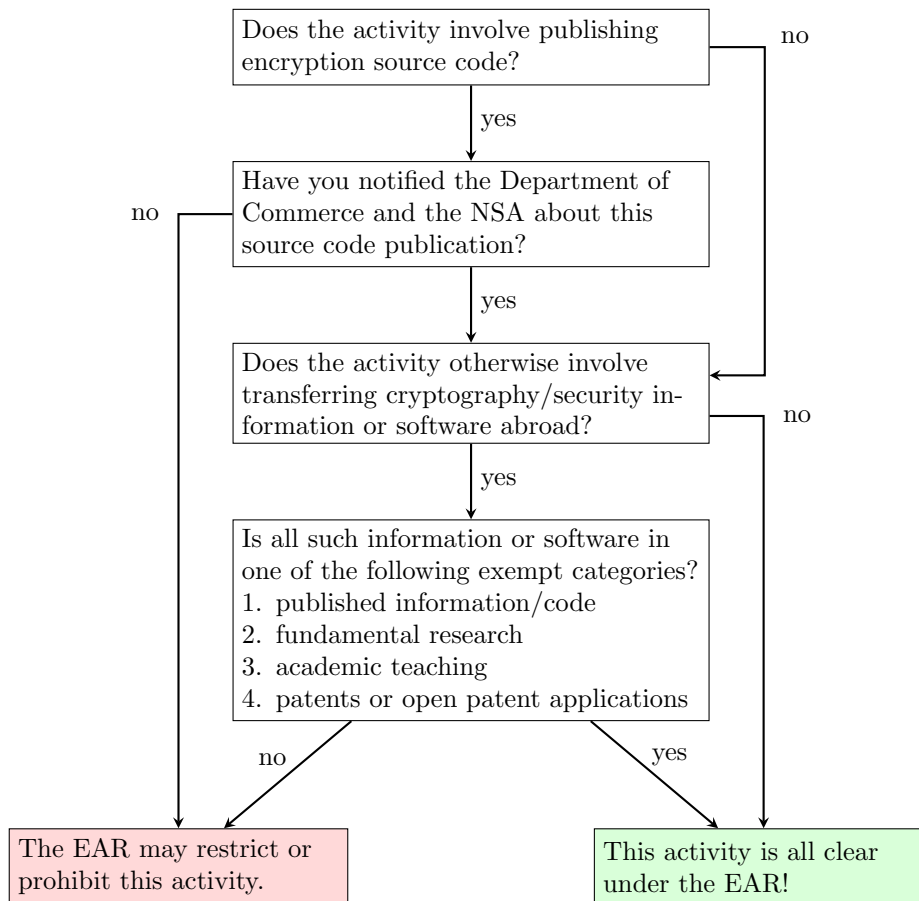 Does the activity involve publishing
encryption source code?
no
yes
Have you notified the Department of
Commerce and the NSA about this
source code publication?
no
yes
Does the activity otherwise involve
transferring cryptography/security in-
formation or software abroad?
no
yes
Is all such information or software in
one of the following exempt categories?
1. published information/code
2. fundamental research
3. academic teaching
4. patents or open patent applications
no
yes
The EAR may restrict or
prohibit this activity.
This activity is all clear
under the EAR!